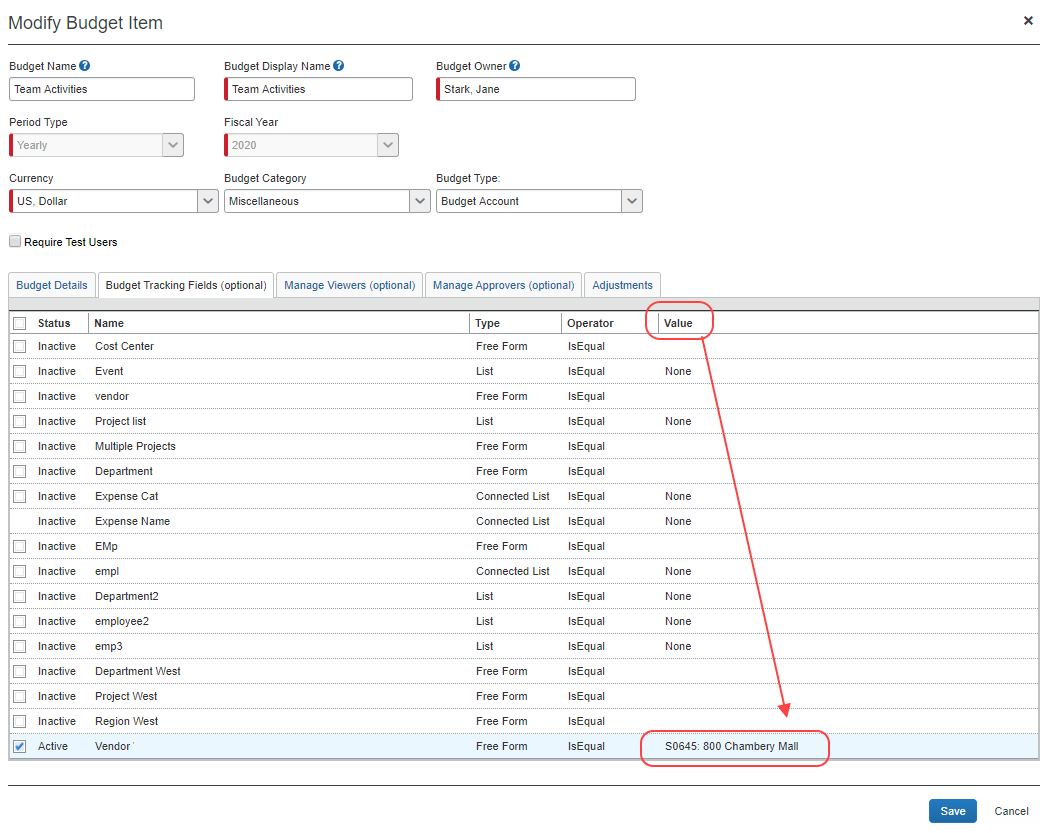 Modify Budget Item
Budget Name Budget Display Name Budget Owner
Team Activities Team Activities Stark, Jane
Period Type Fiscal Year
Yearly 2020
Currency Budget Category Budget Type:
US, Dollar Miscellaneous Budget Account
Require Test Users
Budget Details Budget Tracking Fields (optional) Manage Viewers (optional) Manage Approvers (optional) Adjustments
Status Name Type Operator Value
Inactive Cost Center Free Form IsEqual
Inactive Event List IsEqual None
Inactive vendor Free Form IsEqual
Inactive Project list List IsEqual None
Inactive Multiple Projects Free Form IsEqual
Inactive Department Free Form IsEqual
Inactive Expense Cat Connected List IsEqual None
Inactive Expense Name Connected List IsEqual None
Inactive EMp Free Form IsEqual
Inactive empl Connected List IsEqual None
Inactive Department2 List IsEqual None
Inactive employee2 List IsEqual None
Inactive emp3 List IsEqual None
Inactive Department West Free Form IsEqual
Inactive Project West Free Form IsEqual
Inactive Region West Free Form IsEqual
Active Vendor Free Form IsEqual S0645: 800 Chambery Mall
Save Cancel